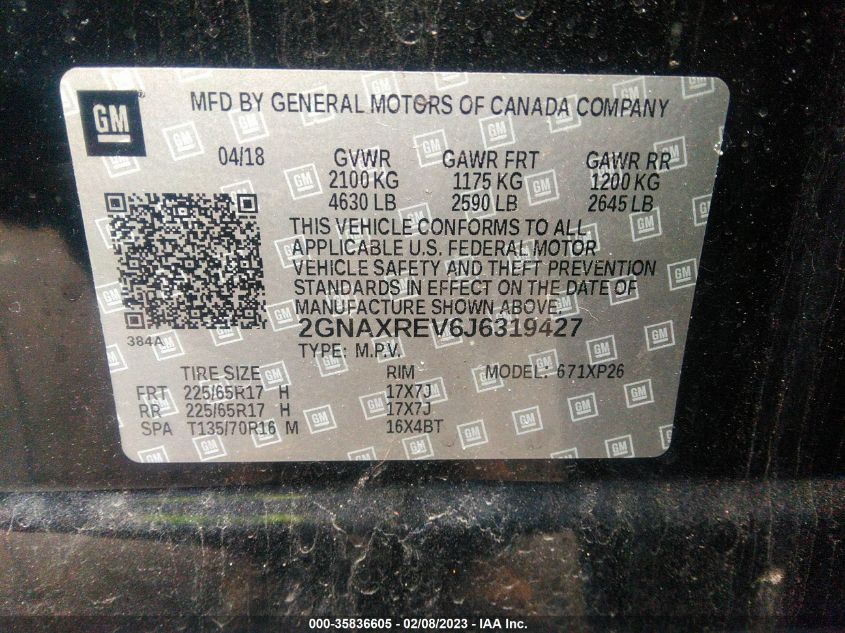 GM
MFD BY GENERAL MOTORS OF CANADA COMPANY
04/18 GVWR GAWR FRT GAWR RR
2100 KG 1175 KG 1200 KG
4630 LB 2590 LB 2645 LB
THIS VEHICLE CONFORMS TO ALL
APPLICABLE U.S. FEDERAL MOTOR
VEHICLE SAFETY AND THEFT PREVENTION
STANDARDS IN EFFECT ON THE DATE OF
MANUFACTURE SHOWN ABOVE.
384A 2GNAXREV6J6319427
TYPE: M.P.V.
TIRE SIZE RIM MODEL: 671XP26
FRT 225/65R17 H 17X7J
RR 225/65R17 H 17X7J
SPA T135/70R16 M 16X4BT
000-35836605 - 02/08/2023 - IAA Inc.